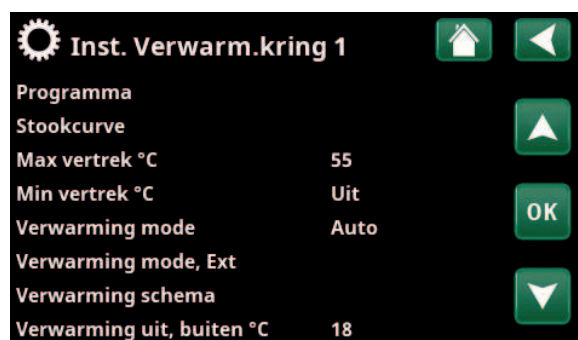 Inst. Verwarm.kring 1
Programma
Stookcurve
Max vertrek °C 55
Min vertrek °C Uit
Verwarming mode Auto
OK
Verwarming mode, Ext
Verwarming schema
Verwarming uit, buiten °C 18